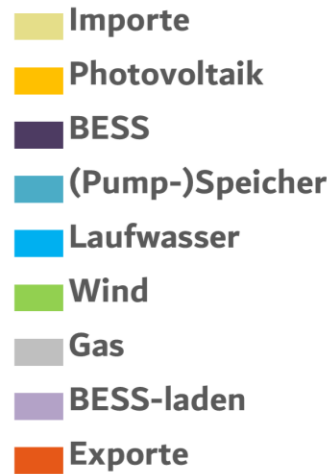 Importe
Photovoltaik
BESS
(Pump-)Speicher
Laufwasser
Wind
Gas
BESS-laden
Exporte